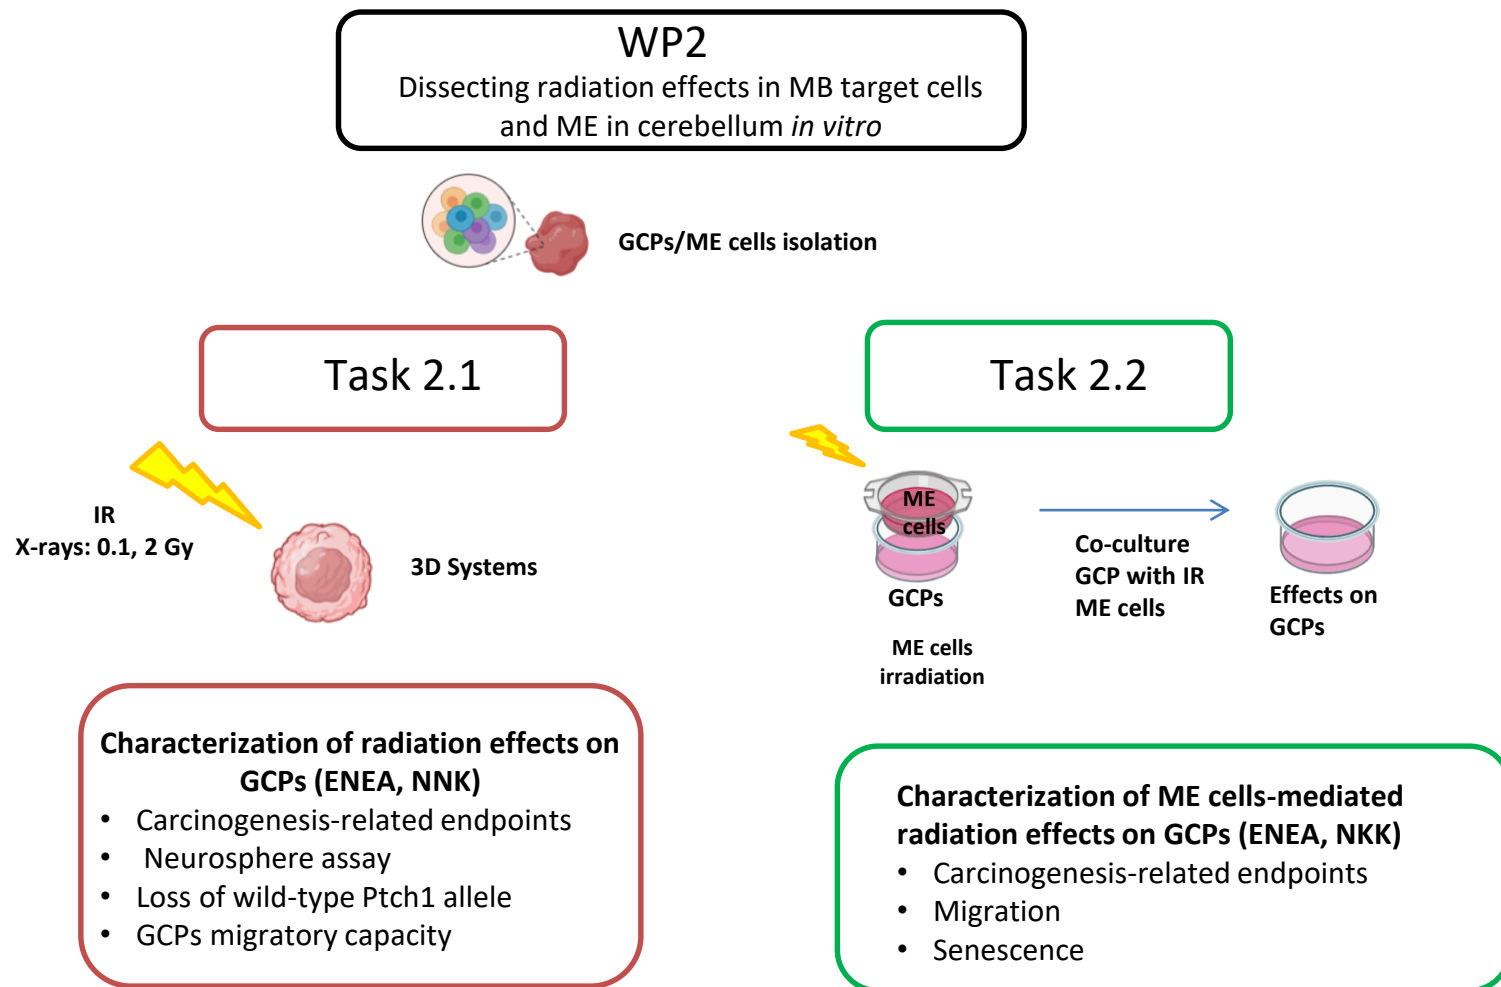 WP2
Dissecting radiation effects in MB target cells
and ME in cerebellum in vitro
GCPs/ME cells isolation
Task 2.1
Task 2.2
IR
X-rays: 0.1, 2 Gy
3D Systems
ME
cells
GCPs
ME cells
irradiation
Co-culture
GCP with IR
ME cells
Effects on
GCPs
Characterization of radiation effects on
GCPs (ENEA, NNK)
• Carcinogenesis-related endpoints
• Neurosphere assay
• Loss of wild-type Ptch1 allele
• GCPs migratory capacity
Characterization of ME cells-mediated
radiation effects on GCPs (ENEA, NKK)
• Carcinogenesis-related endpoints
• Migration
• Senescence